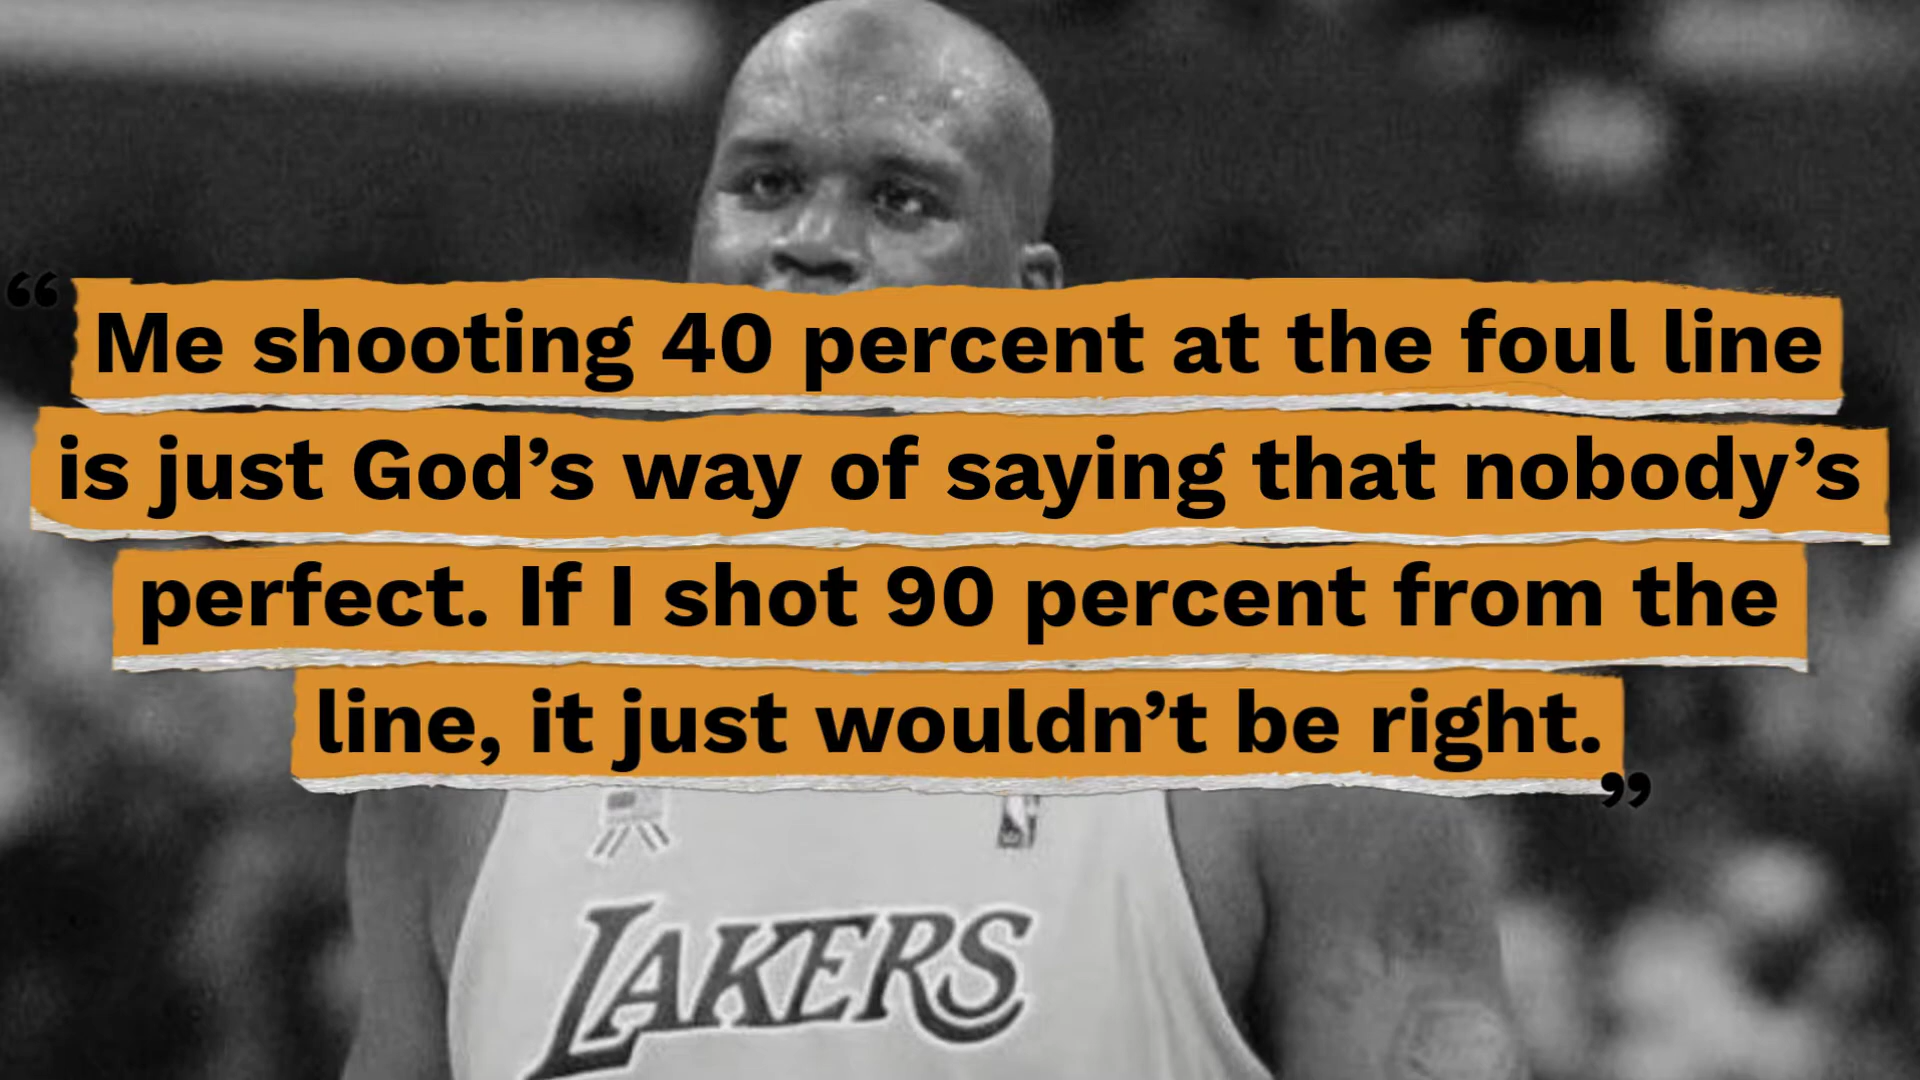 “Me shooting 40 percent at the foul line
is just God’s way of saying that nobody’s
perfect. If I shot 90 percent from the
line, it just wouldn’t be right.”
LAKERS